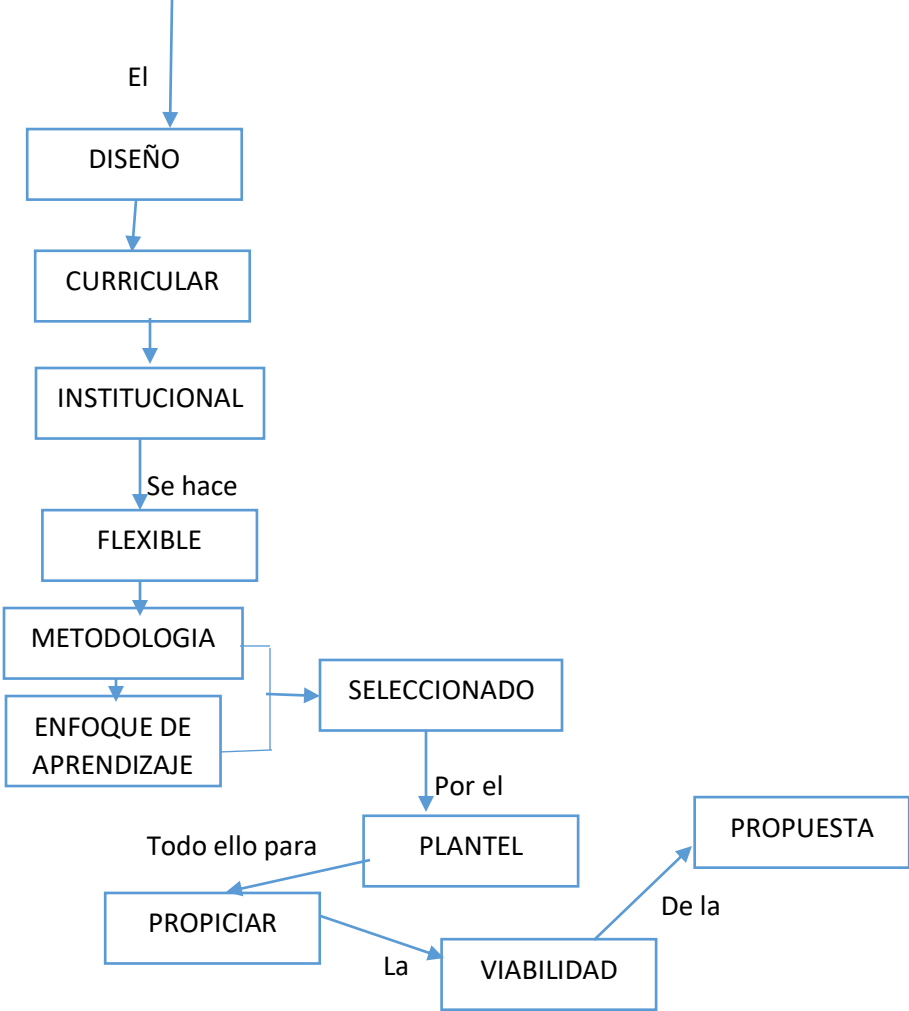 El
DISEÑO
CURRICULAR
INSTITUCIONAL
Se hace
FLEXIBLE
METODOLOGIA
SELECCIONADO
ENFOQUE DE
APRENDIZAJE
Por el
PLANTEL
Todo ello para
PROPICIAR
La
VIABILIDAD
De la
PROPUESTA